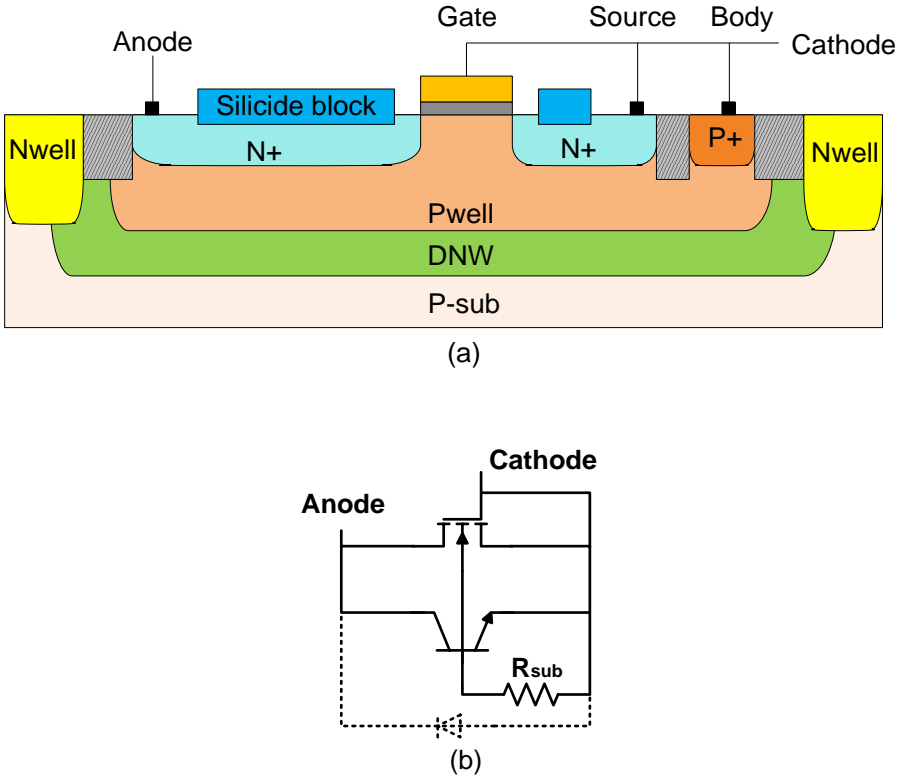 Gate
Source
Body
Anode
Cathode
Silicide block
Nwell
N+
N+
P+
Nwell
Pwell
DNW
P-sub
(a)
Cathode
Anode
Rsub
(b)